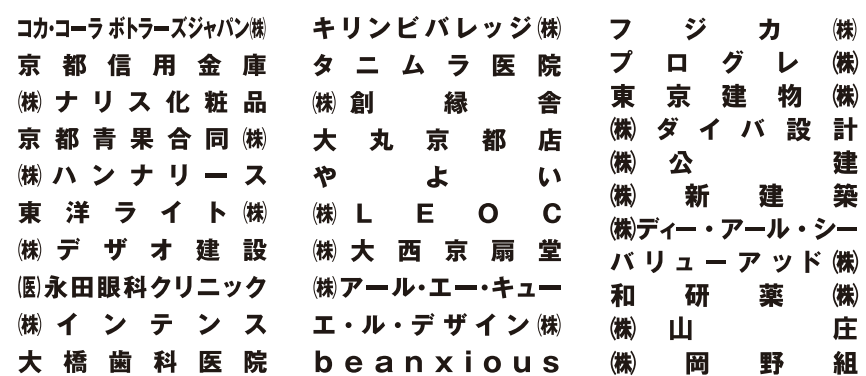 コカ・コーラ ボトラーズジャパン㈱
京都信用金庫
㈱ナリス化粧品
京都青果合同㈱
㈱ハンナリース
東洋ライト㈱
㈱デザオ建設
㈩永田眼科クリニック
㈱インテンス
大橋歯科医院
キリンビバレッジ㈱
タニムラ医院
㈱創縁舎
大丸京都店
やよい
㈱LEOC
㈱大西京扇堂
㈱アール・エー・キュー
エ・ル・デザイン㈱
beanxious
フジカ㈱
プログレ㈱
東京建物㈱
㈱ダイバ設計
㈱公建
㈱新建築
㈱ディー・アール・シー
バリューアッド㈱
和研薬㈱
㈱山庄
㈱岡野組